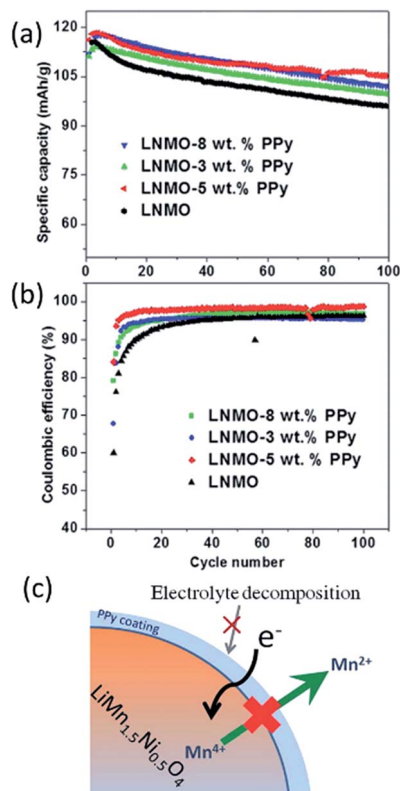 (a)
Specific capacity (mAh/g)
120
105
90
75
60
LNMO-8 wt. % PPy
LNMO-3 wt. % PPy
LNMO-5 wt.% PPy
LNMO
0 20 40 60 80 100
(b)
Coulombic efficiency (%)
100
90
80
70
60
50
40
LNMO-8 wt.% PPy
LNMO-3 wt.% PPy
LNMO-5 wt. % PPy
LNMO
0 20 40 60 80 100
Cycle number
(c)
Electrolyte decomposition
PPy coating
e⁻
Mn²⁺
LiMn₁.₅Ni₀.₅O₄
Mn⁴⁺